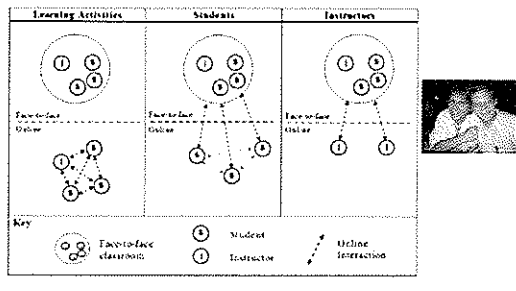 Learning Activities
Students
Instructors
I
S
S
S
I
S
S
S
I
S
S
S
Face-to-face
Face-to-face
Face-to-face
Online
Online
Online
I
S
S
S
S
S
S
I
I
Key
Face-to-face
classroom
S
Student
I
Instructor
Online
Interaction